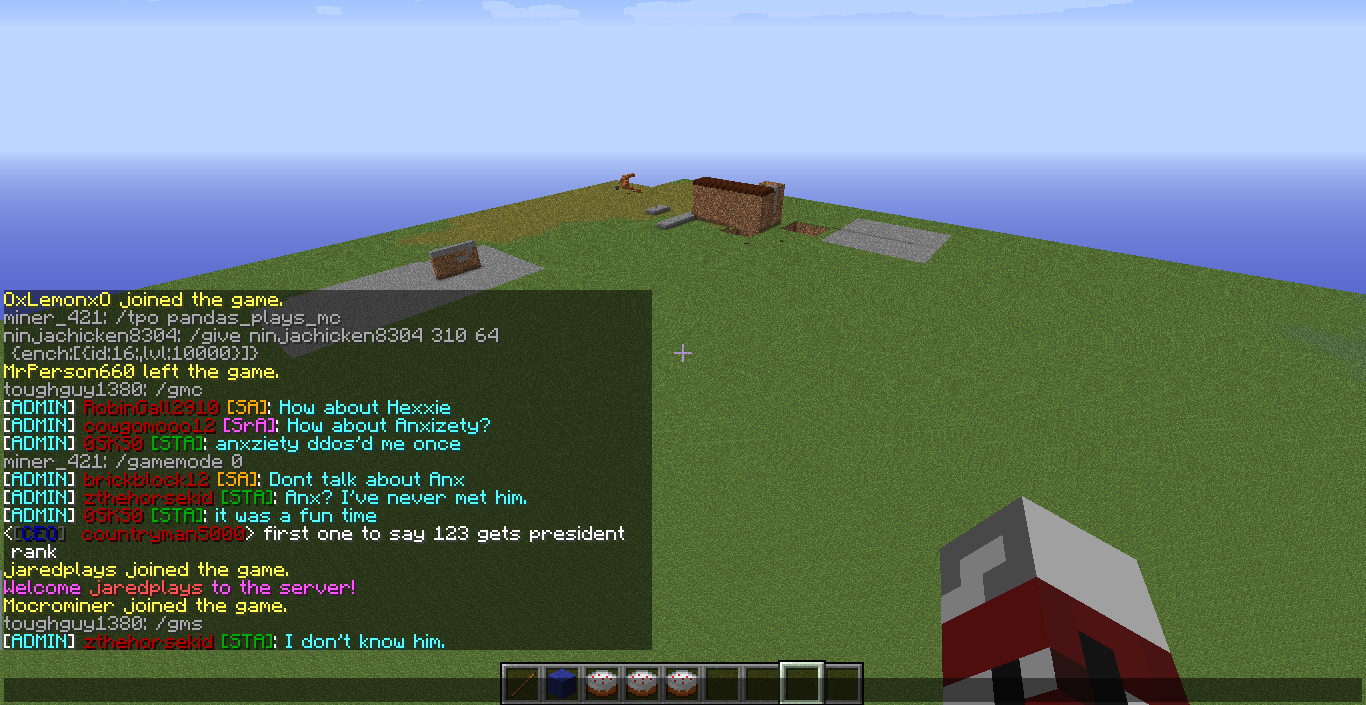 0xLemonx0 joined the game.
miner_421: /tpo pandas_plays_mc
ninjachicken8304: /give ninjachicken8304 310 64
{ench:[{id:16,lvl:10000}]}
MrPerson660 left the game.
toughguy1380: /gmc
[ADMIN] RobinGall2910 [SA]: How about Hexxie
[ADMIN] cowgomooo12 [SrA]: How about Anxizety?
[ADMIN] 05K50 [STA]: anxziety ddos'd me once
miner_421: /gamemode 0
[ADMIN] brickblock12 [SA]: Dont talk about Anx
[ADMIN] zthehorsekid [STA]: Anx? I've never met him.
[ADMIN] 05K50 [STA]: it was a fun time
<[CEO] countryman5000> first one to say 123 gets president
rank
jaredplays joined the game.
Welcome jaredplays to the server!
Mocrominer joined the game.
toughguy1380: /gms
[ADMIN] zthehorsekid [STA]: I don't know him.